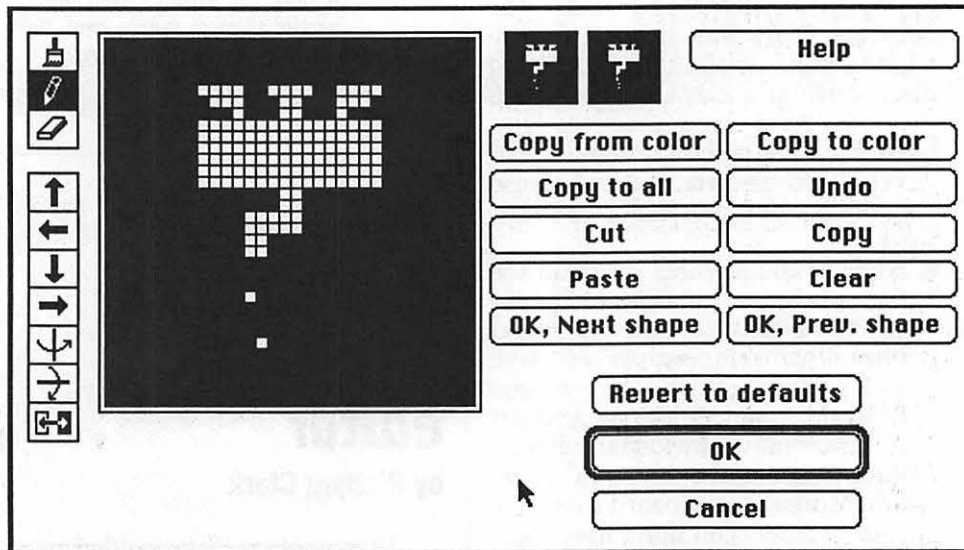 Help
Copy from color
Copy to color
Copy to all
Undo
Cut
Copy
Paste
Clear
OK, Next shape
OK, Prev. shape
Revert to defaults
OK
Cancel